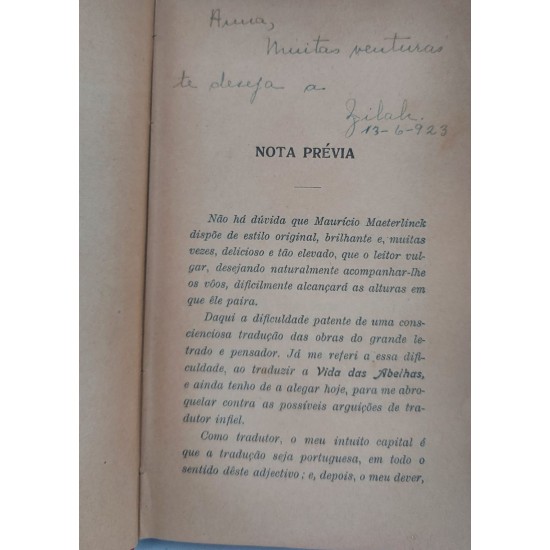 Anna,
Muitas venturas
te deseja a
Zilah.
13-6-923
NOTA PRÉVIA
Não há dúvida que Maurício Maeterlinck
dispõe de estilo original, brilhante e, muitas
vezes, delicioso e tão elevado, que o leitor vul-
gar, desejando naturalmente acompanhar-lhe
os vôos, dificilmente alcançará as alturas em
que êle paira.
Daqui a dificuldade patente de uma cons-
cienciosa tradução das obras do grande le-
trado e pensador. Já me referi a essa difi-
culdade, ao traduzir a Vida das Abelhas,
e ainda tenho de a alegar hoje, para me abro-
quelar contra as possíveis arguições de tra-
dutor infiel.
Como tradutor, o meu intuito capital é
que a tradução seja portuguesa, em todo o
sentido dêste adjectivo; e, depois, o meu dever,